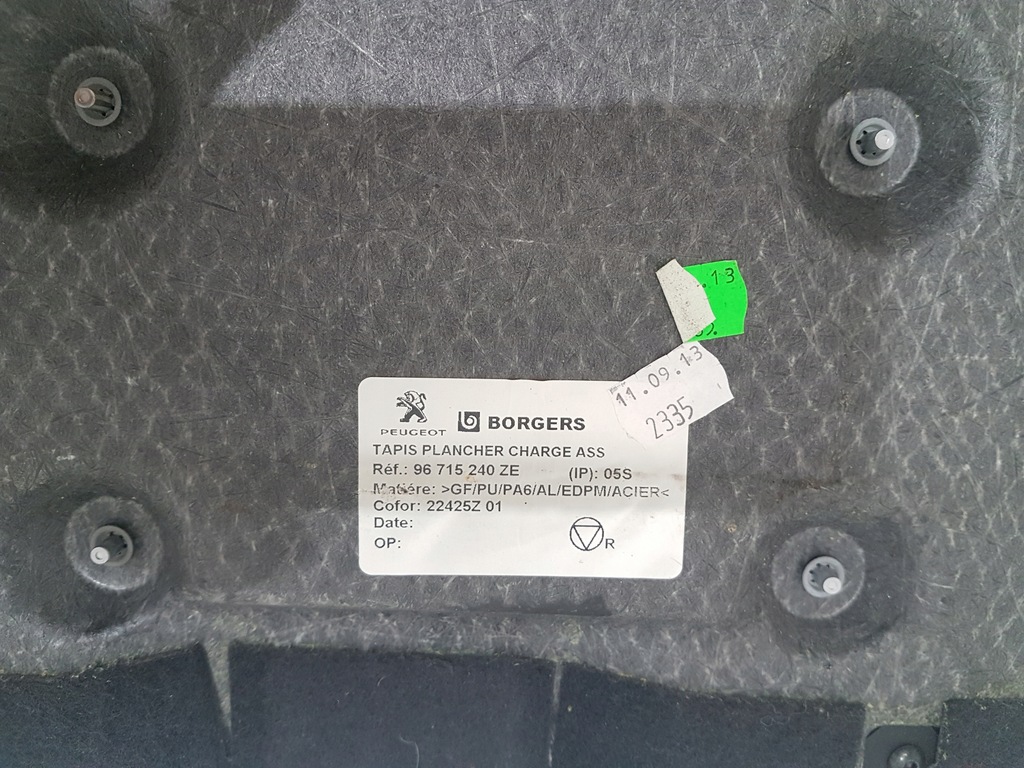 .13
11.09.13
2335
PEUGEOT
BORGERS
TAPIS PLANCHER CHARGE ASS
Réf.: 96 715 240 ZE (IP): 05S
Matiére: >GF/PU/PA6/AL/EDPM/ACIER<
Cofor: 22425Z 01
Date:
OP:
R